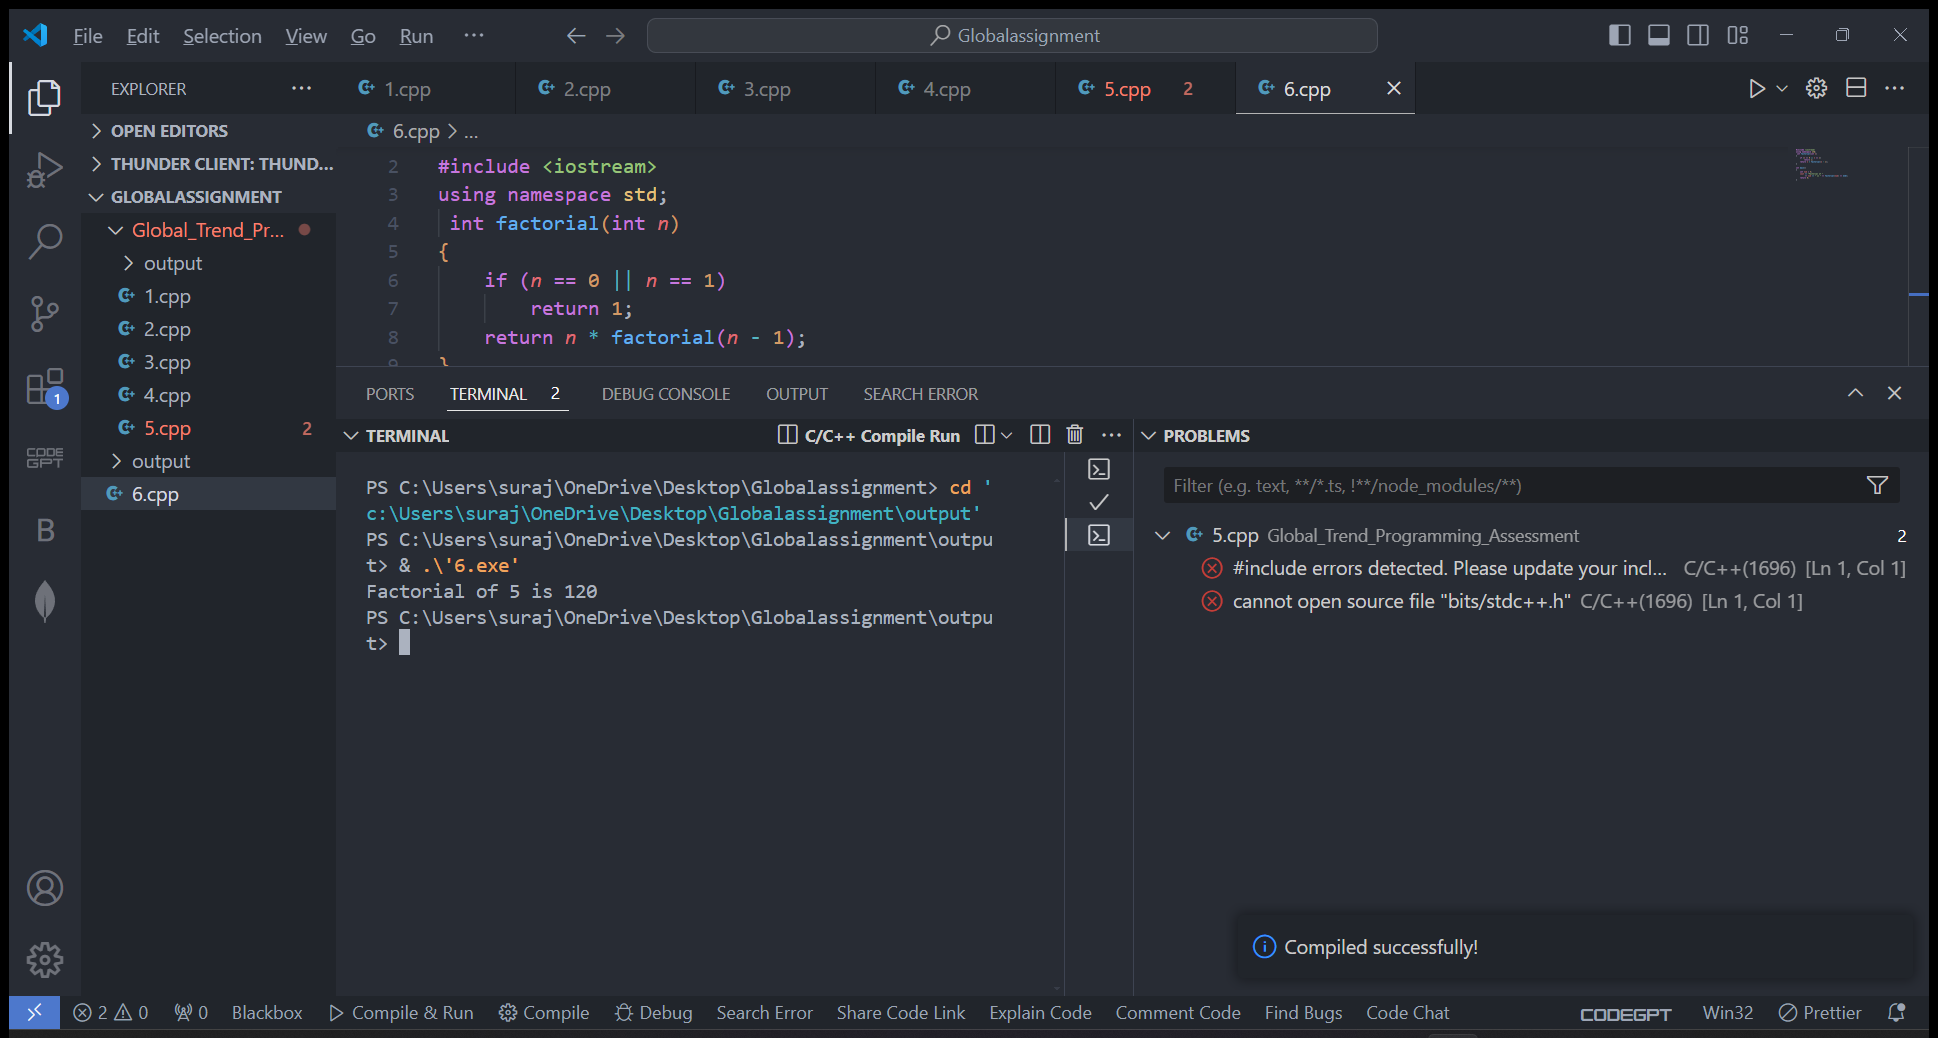 File Edit Selection View Go Run ··· Globalassignment
EXPLORER ···
OPEN EDITORS
THUNDER CLIENT: THUND...
GLOBALASSIGNMENT
Global_Trend_Pr...
output
1.cpp
2.cpp
3.cpp
4.cpp
5.cpp 2
output
6.cpp
1
CODE
GPT
B
1.cpp 2.cpp 3.cpp 4.cpp 5.cpp 2 6.cpp
6.cpp > ...
2 #include <iostream>
3 using namespace std;
4 int factorial(int n)
5 {
6 if (n == 0 || n == 1)
7 return 1;
8 return n * factorial(n - 1);
9 }
PORTS TERMINAL 2 DEBUG CONSOLE OUTPUT SEARCH ERROR
TERMINAL C/C++ Compile Run ···
PS C:\Users\suraj\OneDrive\Desktop\Globalassignment> cd '
c:\Users\suraj\OneDrive\Desktop\Globalassignment\output'
PS C:\Users\suraj\OneDrive\Desktop\Globalassignment\outpu
t> & .\'6.exe'
Factorial of 5 is 120
PS C:\Users\suraj\OneDrive\Desktop\Globalassignment\outpu
t>
PROBLEMS
Filter (e.g. text, **/*.ts, !**/node_modules/**)
5.cpp Global_Trend_Programming_Assessment 2
#include errors detected. Please update your incl... C/C++(1696) [Ln 1, Col 1]
cannot open source file "bits/stdc++.h" C/C++(1696) [Ln 1, Col 1]
Compiled successfully!
2 0 0 Blackbox Compile & Run Compile Debug Search Error Share Code Link Explain Code Comment Code Find Bugs Code Chat CODEGPT Win32 Prettier